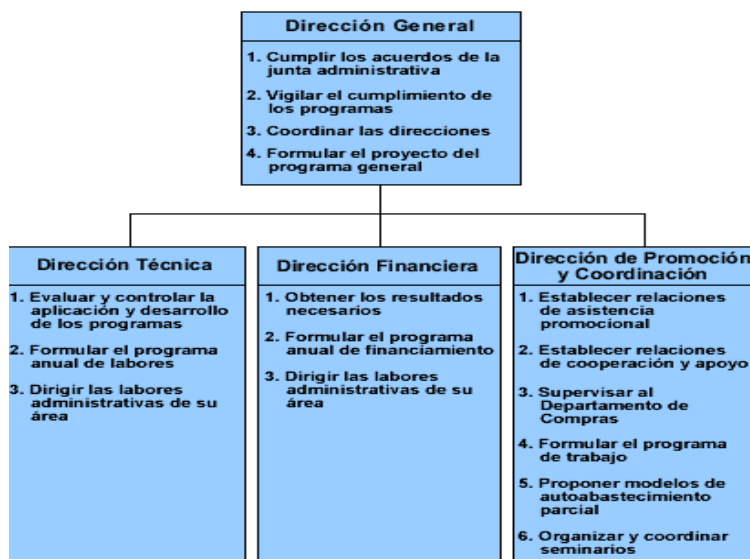 Dirección General
1. Cumplir los acuerdos de la
junta administrativa
2. Vigilar el cumplimiento de
los programas
3. Coordinar las direcciones
4. Formular el proyecto del
programa general
Dirección Técnica
1. Evaluar y controlar la
aplicación y desarrollo
de los programas
2. Formular el programa
anual de labores
3. Dirigir las labores
administrativas de su
área
Dirección Financiera
1. Obtener los resultados
necesarios
2. Formular el programa
anual de financiamiento
3. Dirigir las labores
administrativas de su
área
Dirección de Promoción
y Coordinación
1. Establecer relaciones
de asistencia
promocional
2. Establecer relaciones
de cooperación y apoyo
3. Supervisar al
Departamento de
Compras
4. Formular el programa
de trabajo
5. Proponer modelos de
autoabastecimiento
parcial
6. Organizar y coordinar
seminarios